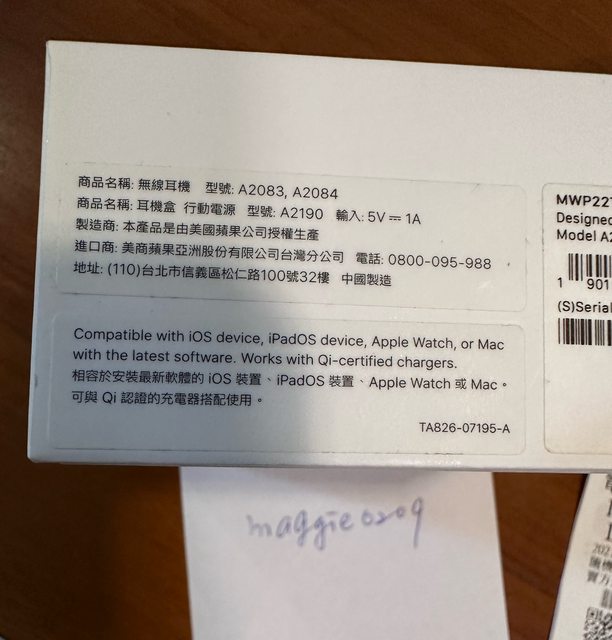 商品名稱: 無線耳機 型號: A2083, A2084
商品名稱: 耳機盒 行動電源 型號: A2190 輸入: 5V⎓1A
製造商: 本產品是由美國蘋果公司授權生產
進口商: 美商蘋果亞洲股份有限公司台灣分公司 電話: 0800-095-988
地址: (110)台北市信義區松仁路100號32樓 中國製造
Compatible with iOS device, iPadOS device, Apple Watch, or Mac
with the latest software. Works with Qi-certified chargers.
相容於安裝最新軟體的 iOS 裝置、iPadOS 裝置、Apple Watch 或 Mac。
可與 Qi 認證的充電器搭配使用。
TA826-07195-A
MWP22T
Designed
Model A2
1 901
(S)Serial
maggie0209